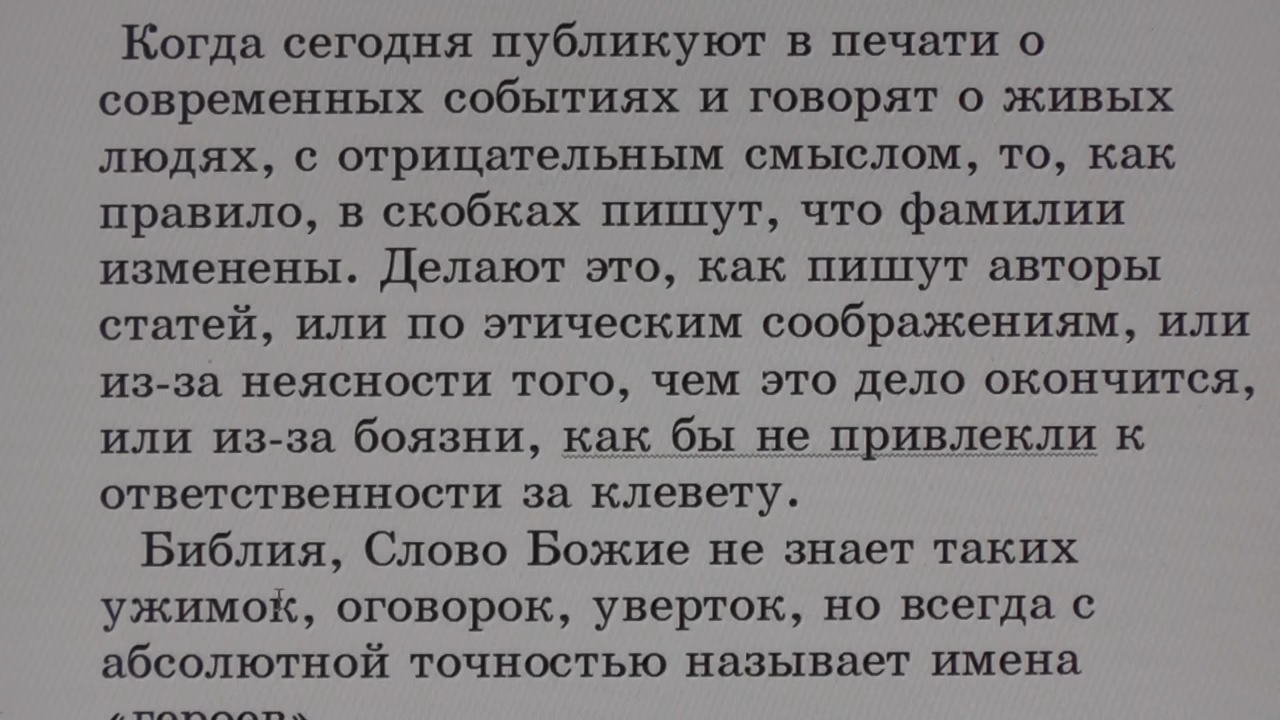 Когда сегодня публикуют в печати о
современных событиях и говорят о живых
людях, с отрицательным смыслом, то, как
правило, в скобках пишут, что фамилии
изменены. Делают это, как пишут авторы
статей, или по этическим соображениям, или
из-за неясности того, чем это дело окончится,
или из-за боязни, как бы не привлекли к
ответственности за клевету.
Библия, Слово Божие не знает таких
ужимок, оговорок, уверток, но всегда с
абсолютной точностью называет имена
«героев»